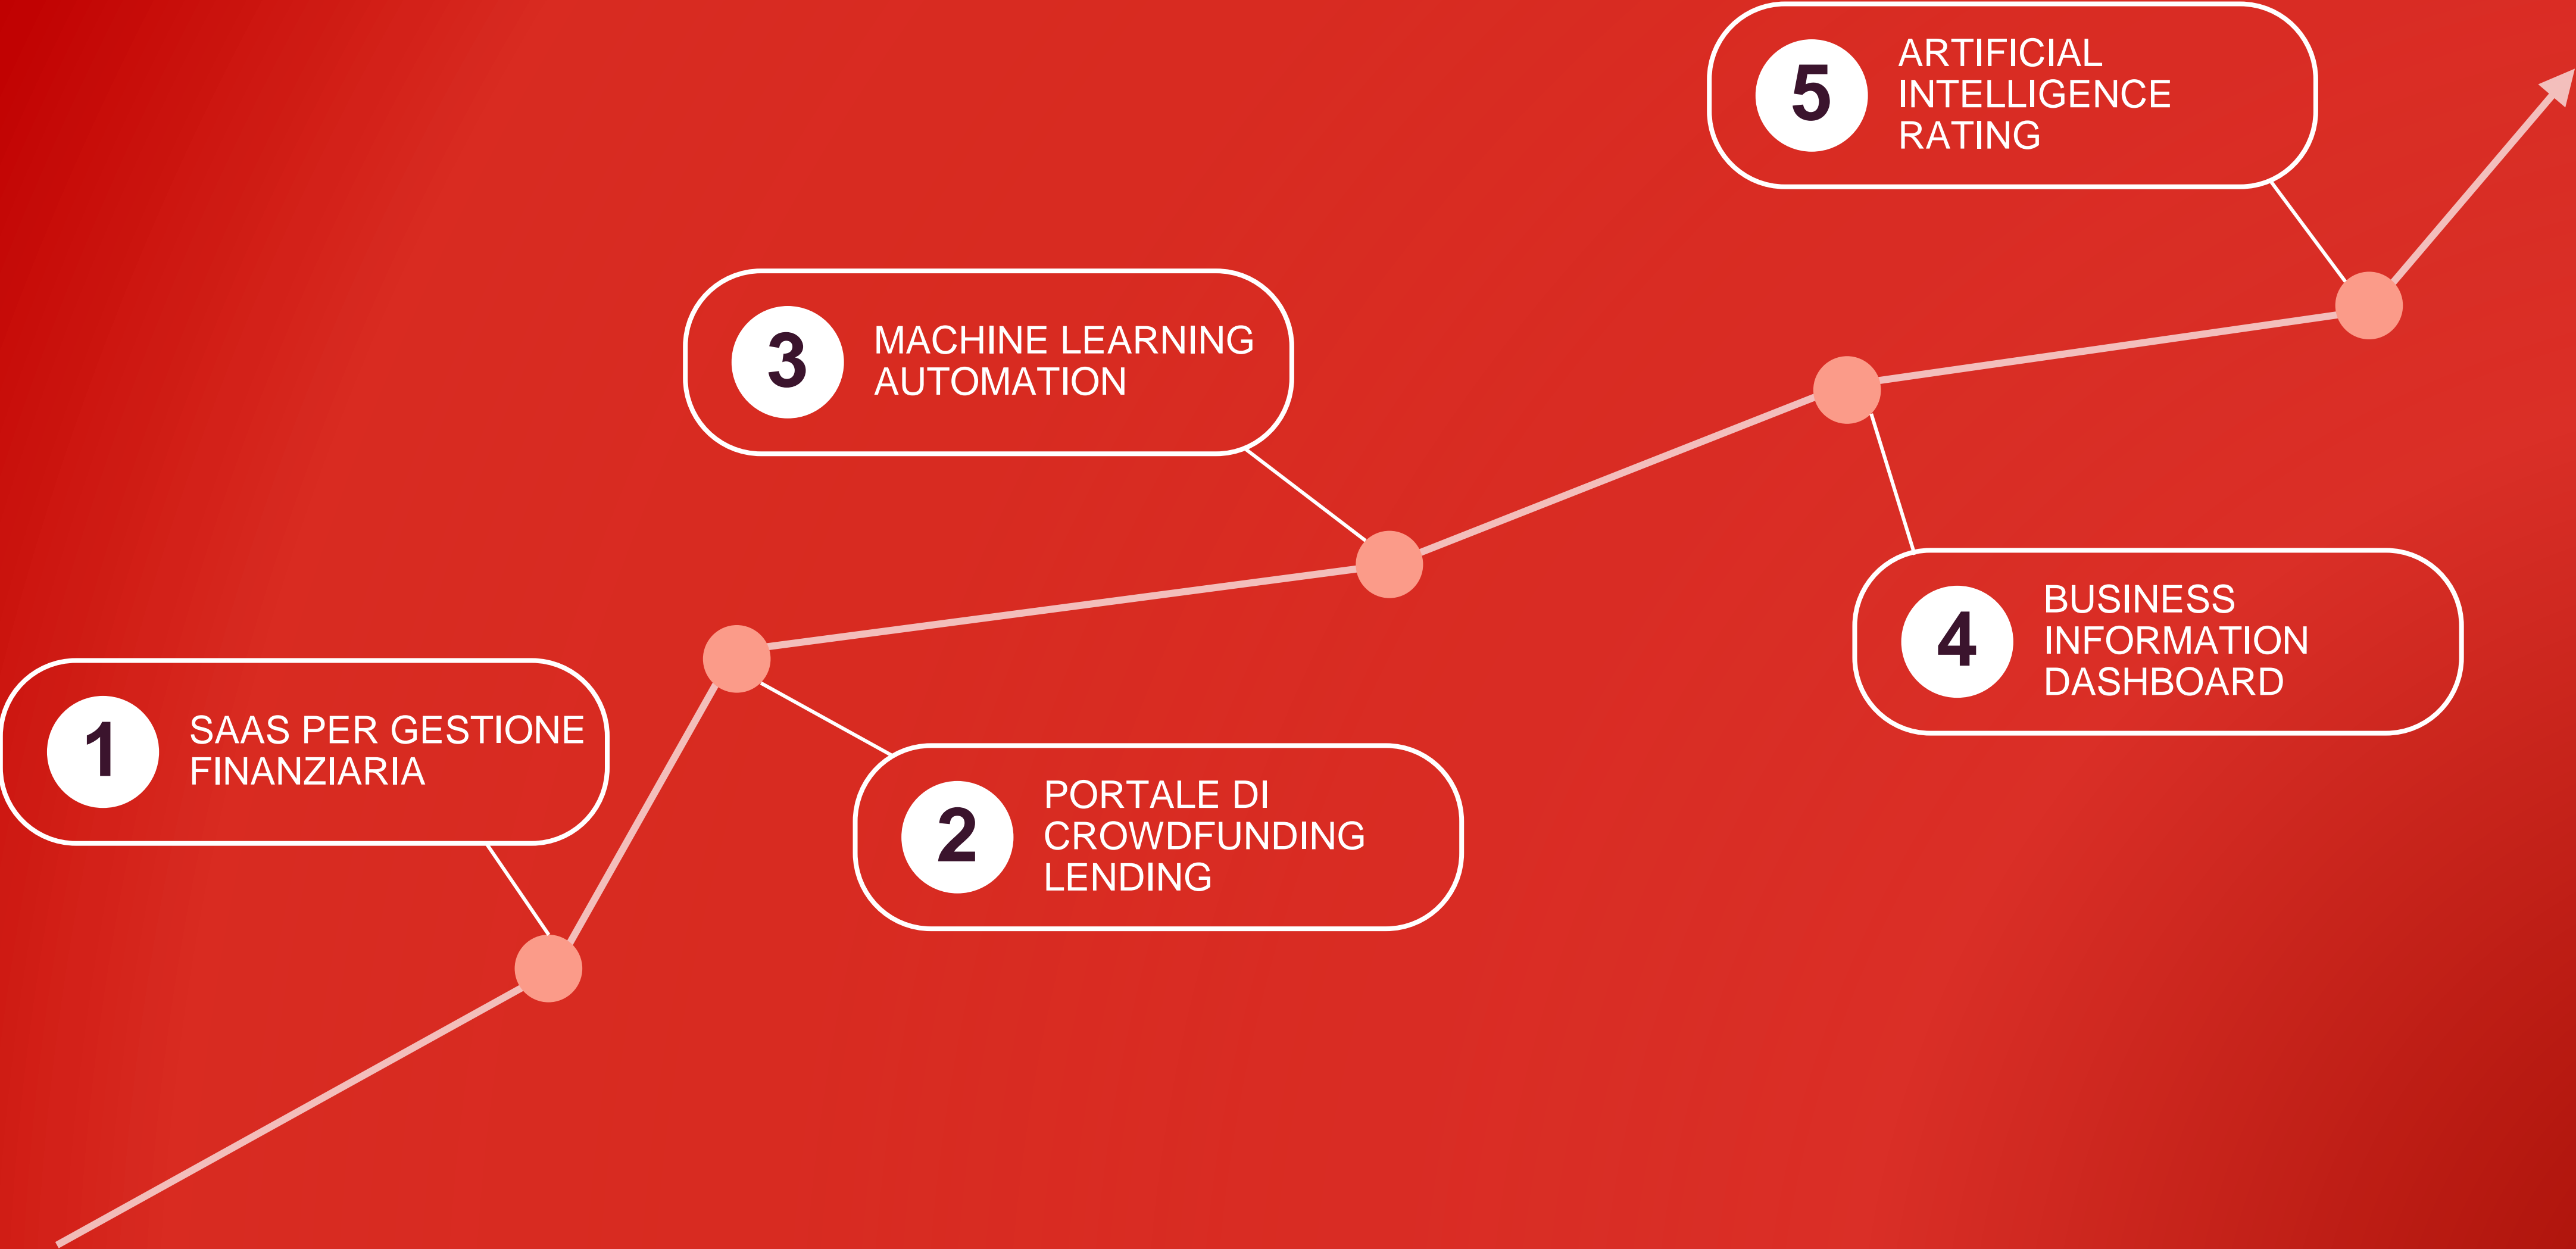 1
SAAS PER GESTIONE
FINANZIARIA
2
PORTALE DI
CROWDFUNDING
LENDING
3
MACHINE LEARNING
AUTOMATION
4
BUSINESS
INFORMATION
DASHBOARD
5
ARTIFICIAL
INTELLIGENCE
RATING